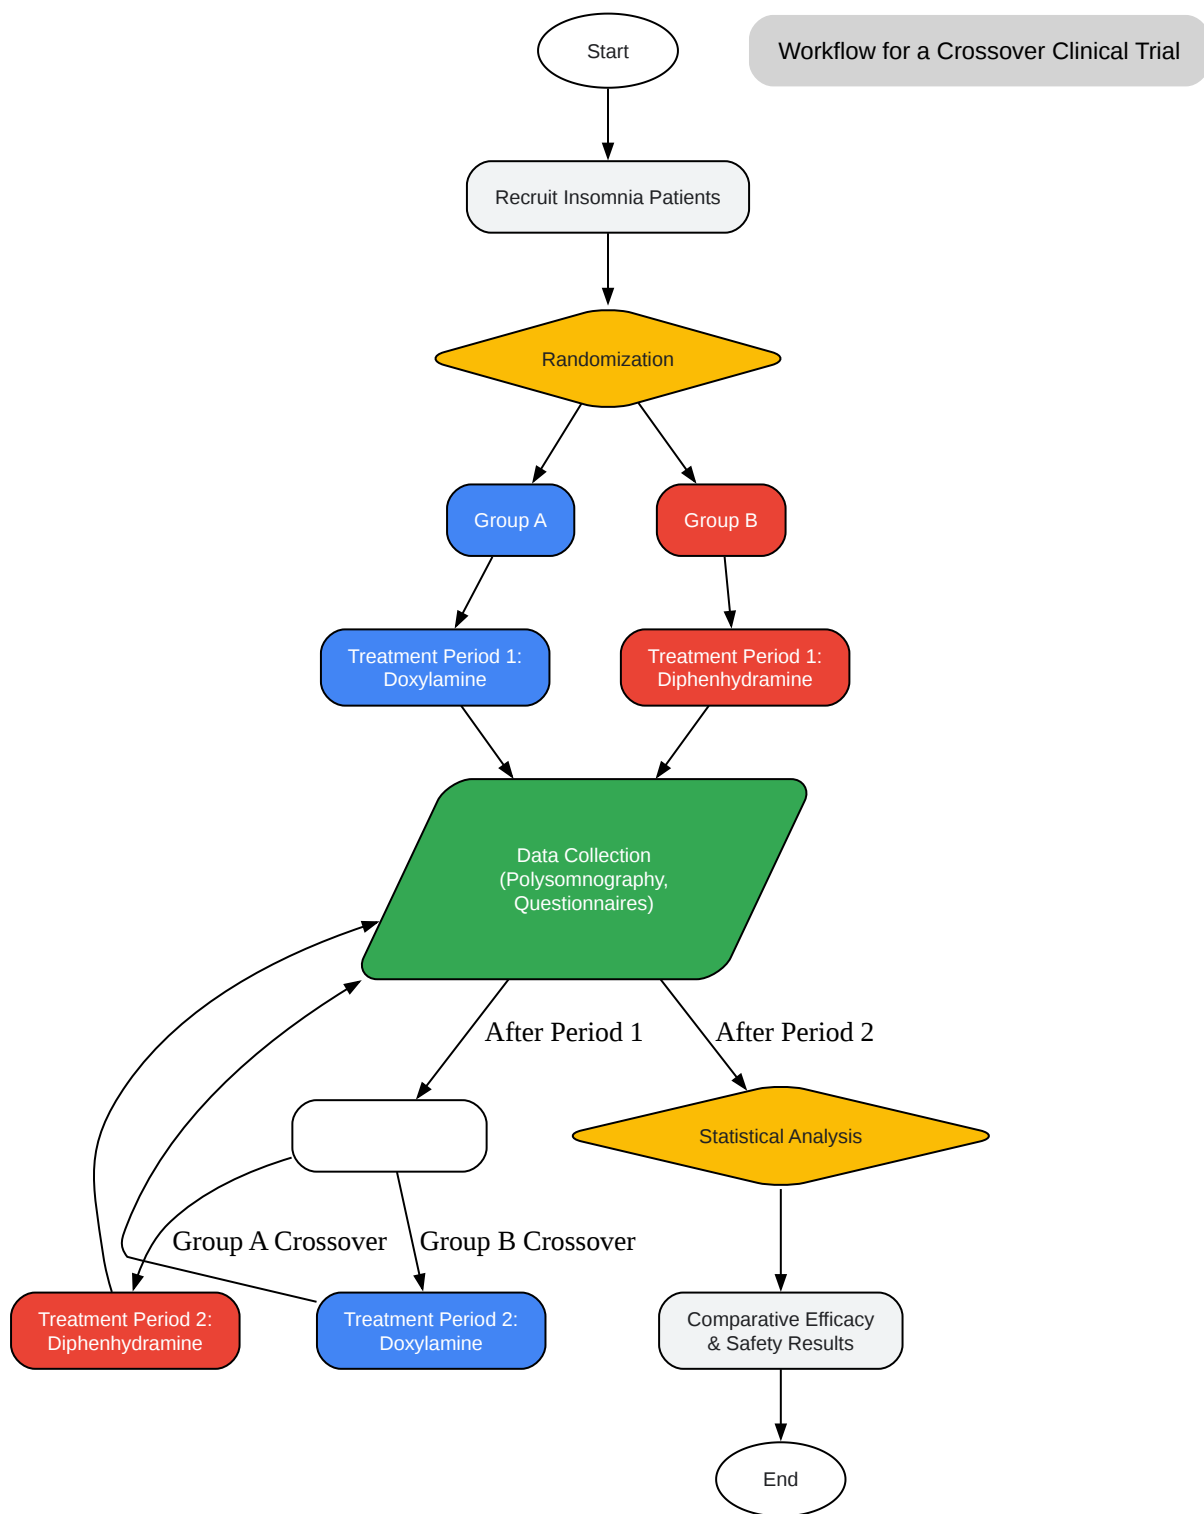 Start
Workflow for a Crossover Clinical Trial
Recruit Insomnia Patients
Randomization
Group A
Group B
Treatment Period 1:
Doxylamine
Treatment Period 1:
Diphenhydramine
Data Collection
(Polysomnography,
Questionnaires)
After Period 1
After Period 2
Statistical Analysis
Group A Crossover
Group B Crossover
Treatment Period 2:
Diphenhydramine
Treatment Period 2:
Doxylamine
Comparative Efficacy
& Safety Results
End